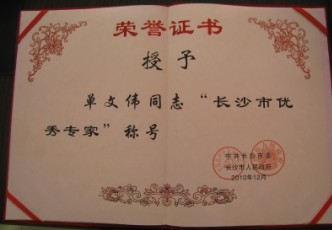 荣誉证书
授予
单文伟同志“长沙市优
秀专家”称号
中共长沙市委
长沙市人民政府
2010年12月